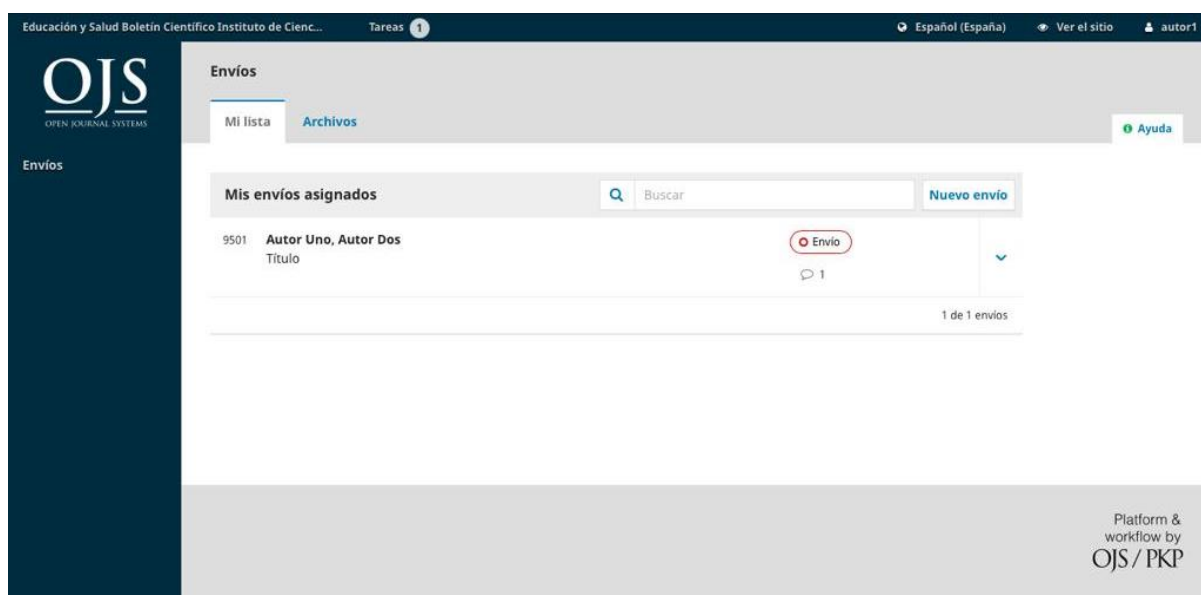 Educación y Salud Boletín Científico Instituto de Cienc...
Tareas 1
Español (España)
Ver el sitio
autor1
OJS
OPEN JOURNAL SYSTEMS
Envíos
Envíos
Mi lista
Archivos
Ayuda
Mis envíos asignados
Buscar
Nuevo envío
9501 Autor Uno, Autor Dos
Título
Envío
1
1 de 1 envíos
Platform &
workflow by
OJS / PKP